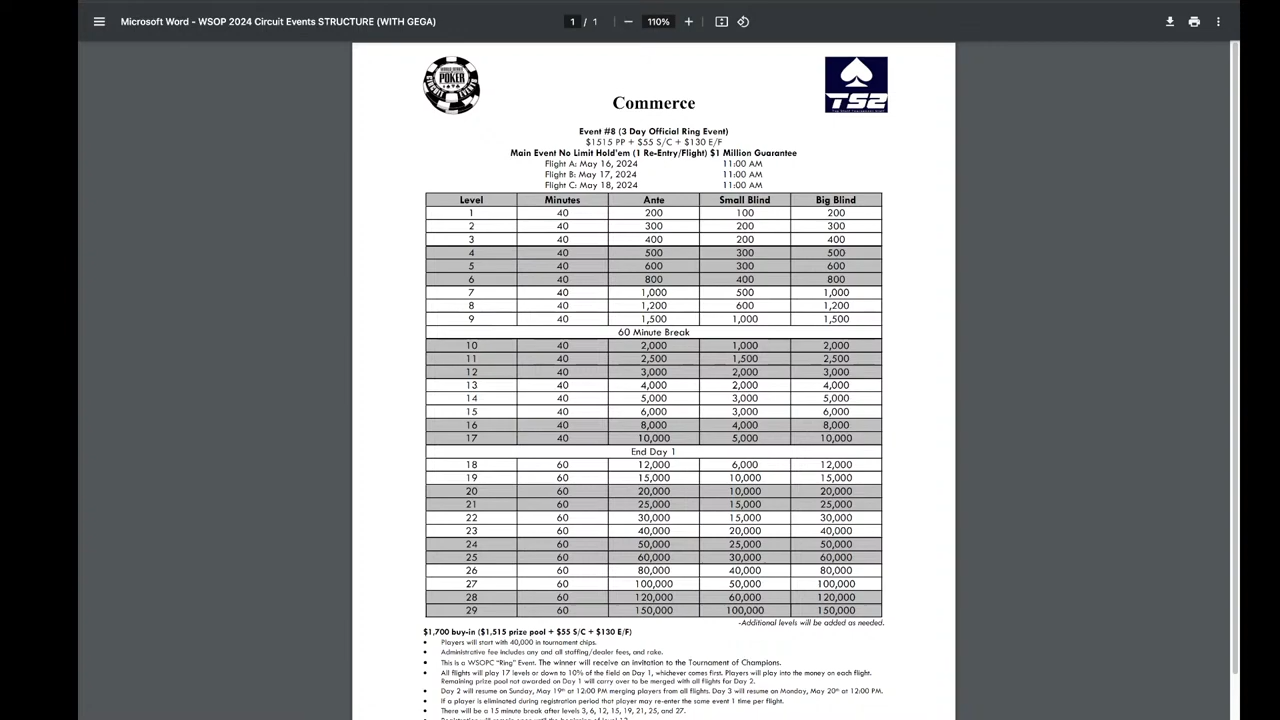 Microsoft Word - WSOP 2024 Circuit Events STRUCTURE (WITH GEGA)
1 / 1
110%
POKER
TS2
Commerce
Event #8 (3 Day Official Ring Event)
$1515 PP + $55 S/C + $130 E/F
Main Event No Limit Hold'em (1 Re-Entry/Flight) $1 Million Guarantee
Flight A: May 16, 2024 11:00 AM
Flight B: May 17, 2024 11:00 AM
Flight C: May 18, 2024 11:00 AM
Level Minutes Ante Small Blind Big Blind
1 40 200 100 200
2 40 300 200 300
3 40 400 200 400
4 40 500 300 500
5 40 600 300 600
6 40 800 400 800
7 40 1,000 500 1,000
8 40 1,200 600 1,200
9 40 1,500 1,000 1,500
60 Minute Break
10 40 2,000 1,000 2,000
11 40 2,500 1,500 2,500
12 40 3,000 2,000 3,000
13 40 4,000 2,000 4,000
14 40 5,000 3,000 5,000
15 40 6,000 3,000 6,000
16 40 8,000 4,000 8,000
17 40 10,000 5,000 10,000
End Day 1
18 60 12,000 6,000 12,000
19 60 15,000 10,000 15,000
20 60 20,000 10,000 20,000
21 60 25,000 15,000 25,000
22 60 30,000 15,000 30,000
23 60 40,000 20,000 40,000
24 60 50,000 25,000 50,000
25 60 60,000 30,000 60,000
26 60 80,000 40,000 80,000
27 60 100,000 50,000 100,000
28 60 120,000 60,000 120,000
29 60 150,000 100,000 150,000
-Additional levels will be added as needed.
$1,700 buy-in ($1,515 prize pool + $55 S/C + $130 E/F)
• Players will start with 40,000 in tournament chips.
• Administrative fee includes any and all staffing/dealer fees, and rake.
• This is a WSOPC "Ring" Event. The winner will receive an invitation to the Tournament of Champions.
• All flights will play 17 levels or down to 10% of the field on Day 1, whichever comes first. Players will play into the money on each flight.
Remaining prize pool not awarded on Day 1 will carry over to be merged with all flights for Day 2.
• Day 2 will resume on Sunday, May 19th at 12:00 PM merging players from all flights. Day 3 will resume on Monday, May 20th at 12:00 PM.
• If a player is eliminated during registration period that player may re-enter the same event 1 time per flight.
• There will be a 15 minute break after levels 3, 6, 12, 15, 19, 21, 25, and 27.